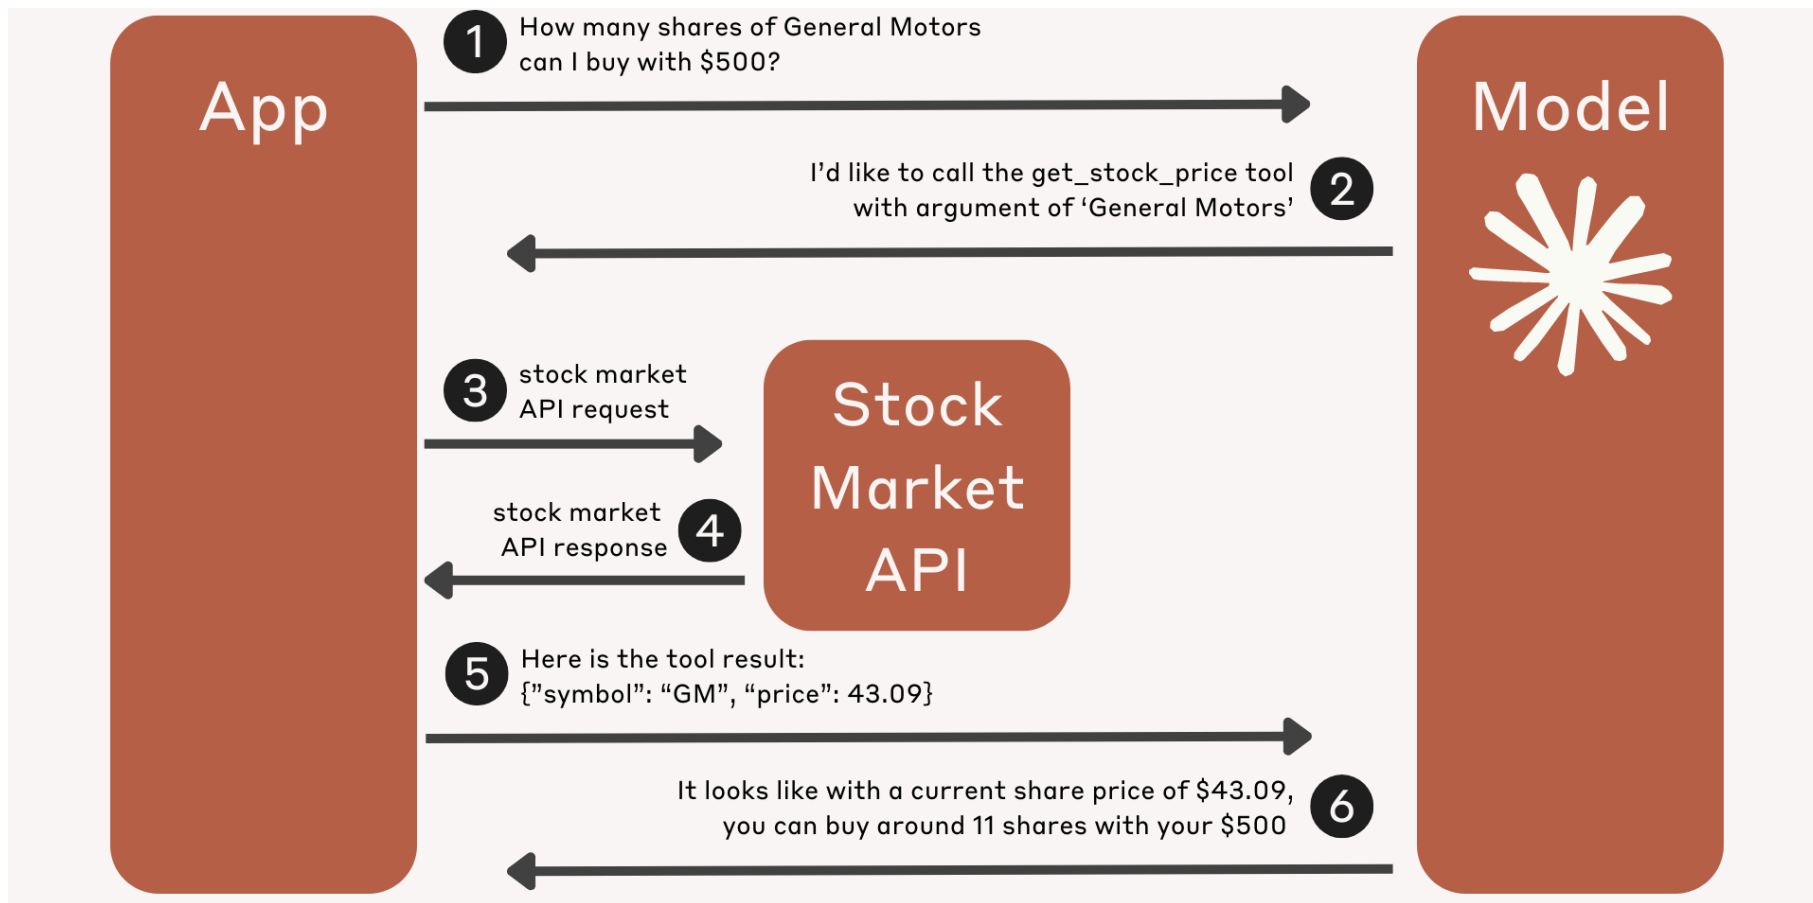 App
Model
1
How many shares of General Motors
can I buy with $500?
I’d like to call the get_stock_price tool
with argument of ‘General Motors’
2
3
stock market
API request
Stock
Market
API
stock market
API response
4
5
Here is the tool result:
{”symbol”: “GM”, “price”: 43.09}
It looks like with a current share price of $43.09,
you can buy around 11 shares with your $500
6